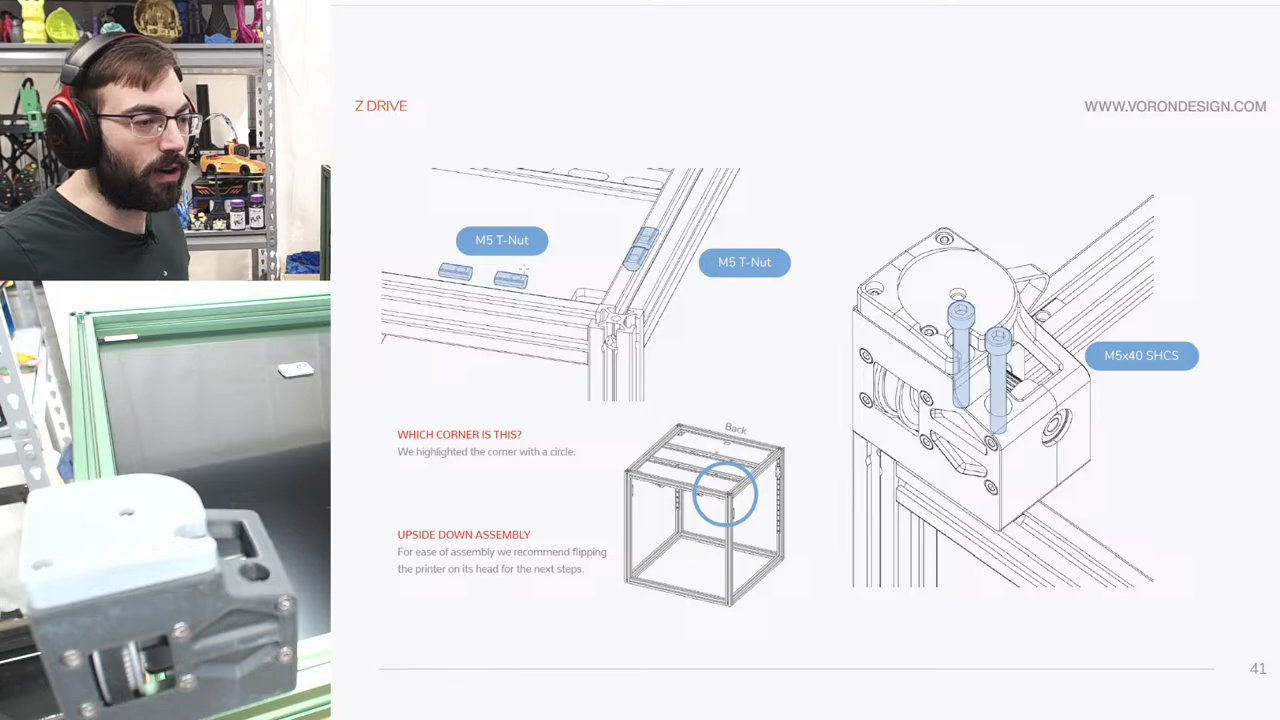 Z DRIVE
WWW.VORONDESIGN.COM
M5 T-Nut
M5 T-Nut
M5x40 SHCS
WHICH CORNER IS THIS?
We highlighted the corner with a circle.
Back
UPSIDE DOWN ASSEMBLY
For ease of assembly we recommend flipping
the printer on its head for the next steps.
41